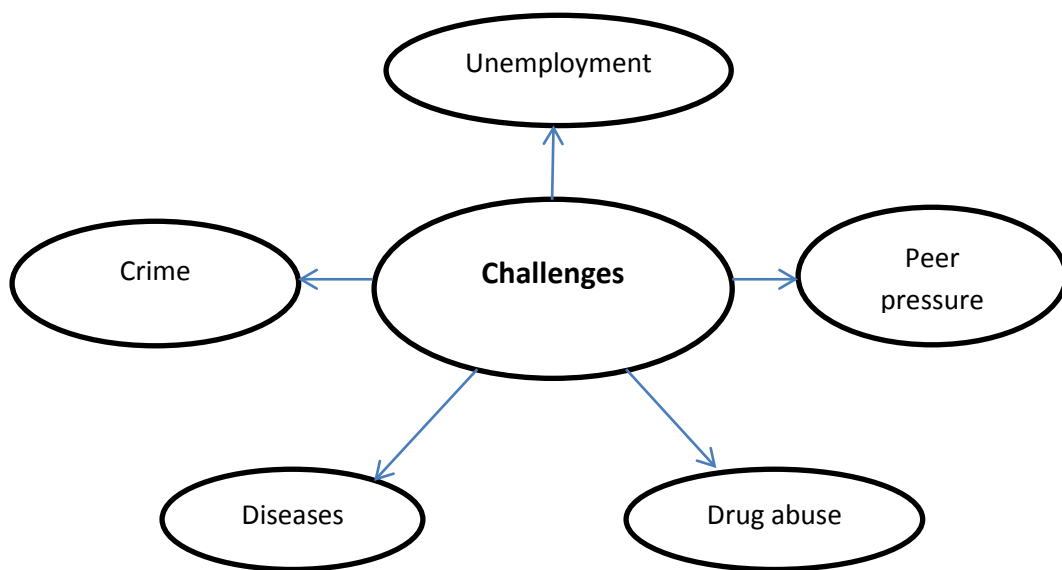 Unemployment
Crime
Challenges
Peer
pressure
Diseases
Drug abuse